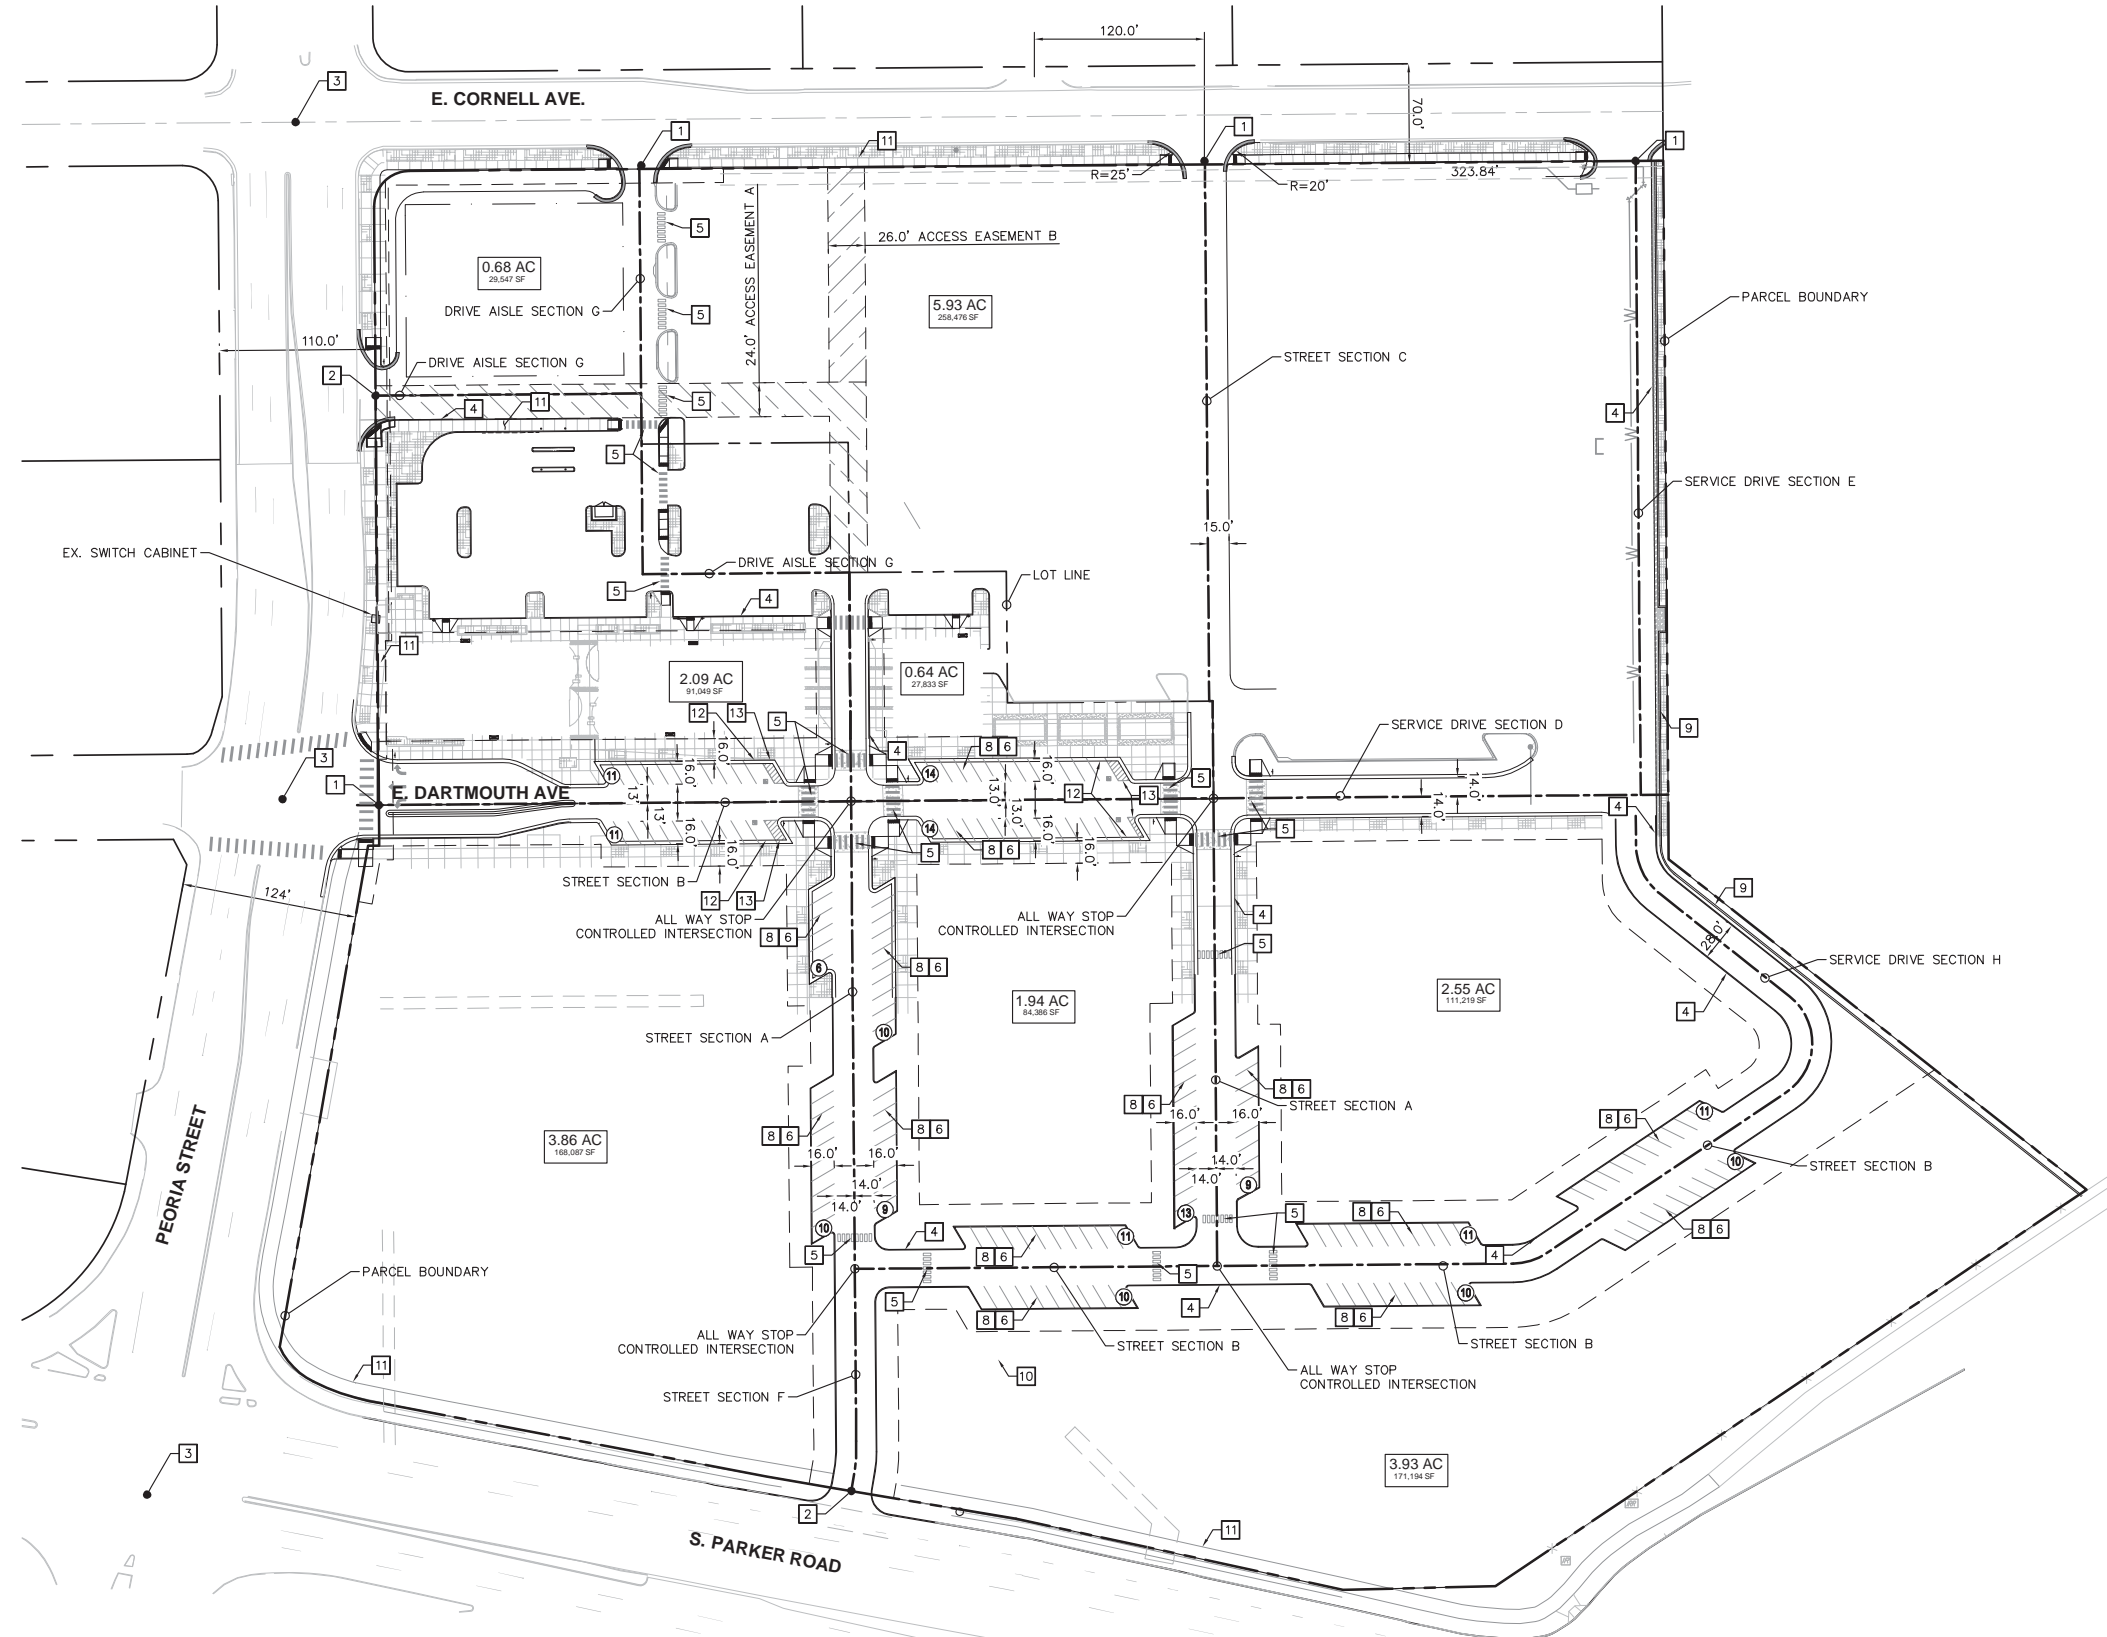 120.0'
3
E. CORNELL AVE.
70.0'
1
11
1
1
R=25'
R=20'
323.84'
5
24.0' ACCESS EASEMENT A
26.0' ACCESS EASEMENT B
0.68 AC
29,547 SF
5.93 AC
258,476 SF
PARCEL BOUNDARY
DRIVE AISLE SECTION G
5
110.0'
DRIVE AISLE SECTION G
STREET SECTION C
2
4
11
5
4
5
SERVICE DRIVE SECTION E
15.0'
EX. SWITCH CABINET
DRIVE AISLE SECTION G
LOT LINE
5
4
11
2.09 AC
91,049 SF
0.64 AC
27,833 SF
12
13
5
SERVICE DRIVE SECTION D
9
16.0'
4
8 6
3
11
16.0'
14
16.0'
5
14.0'
1
E. DARTMOUTH AVE
13'
13.0'
12
13
4
13'
13.0'
14.0'
11
16.0'
14
16.0'
5
16.0'
8 6
16.0'
5
124'
STREET SECTION B
12
13
9
ALL WAY STOP
CONTROLLED INTERSECTION
8 6
ALL WAY STOP
CONTROLLED INTERSECTION
4
28.0'
5
6
8 6
SERVICE DRIVE SECTION H
2.55 AC
111,219 SF
1.94 AC
84,386 SF
4
10
STREET SECTION A
8 6
8 6
STREET SECTION A
8 6
11
8 6
16.0'
16.0'
PEORIA STREET
3.86 AC
168,087 SF
8 6
8 6
16.0'
16.0'
14.0'
14.0'
10
STREET SECTION B
14.0'
14.0'
9
9
10
13
5
8 6
5
4
8 6
11
11
4
8 6
PARCEL BOUNDARY
5
5
10
8 6
4
10
8 6
ALL WAY STOP
CONTROLLED INTERSECTION
STREET SECTION B
STREET SECTION B
11
10
ALL WAY STOP
CONTROLLED INTERSECTION
STREET SECTION F
3
3.93 AC
171,194 SF
2
11
S. PARKER ROAD